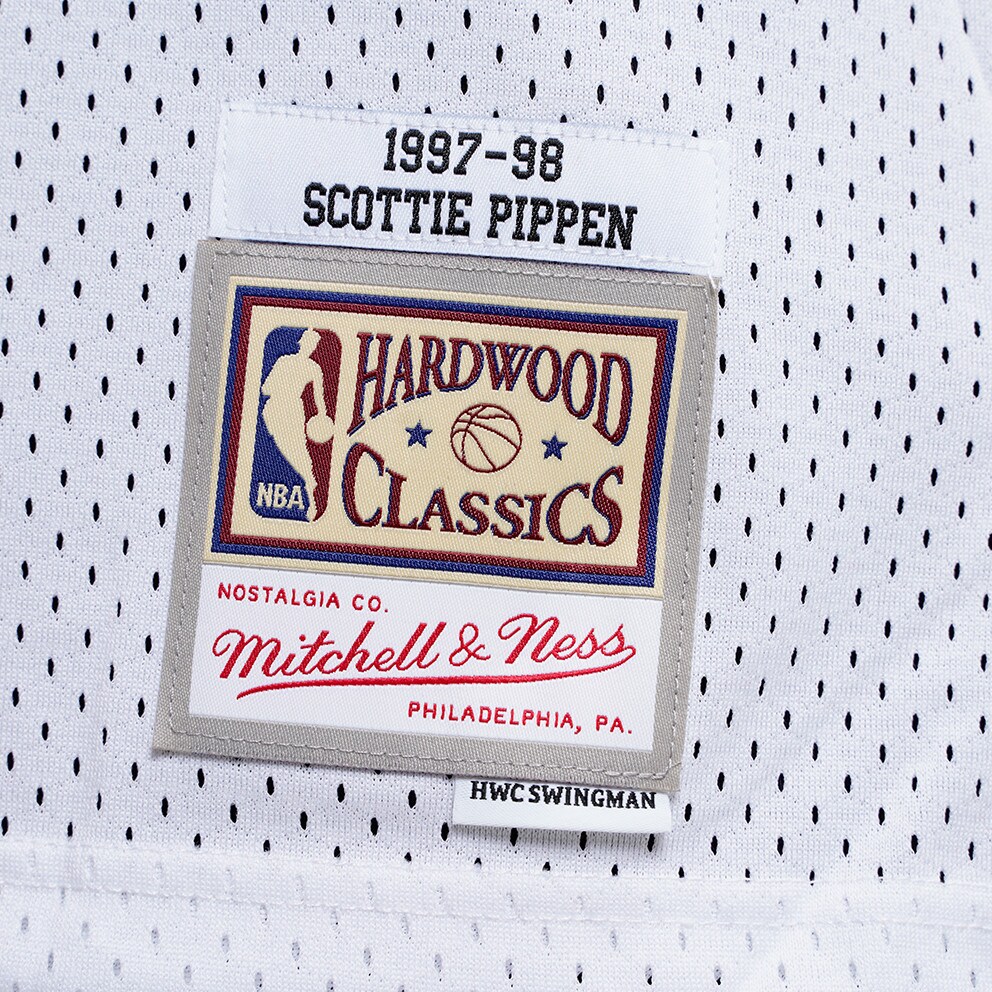 1997-98
SCOTTIE PIPPEN
HARDWOOD
CLASSICS
NBA
NOSTALGIA CO.
Mitchell & Ness
PHILADELPHIA, PA.
HWC SWINGMAN